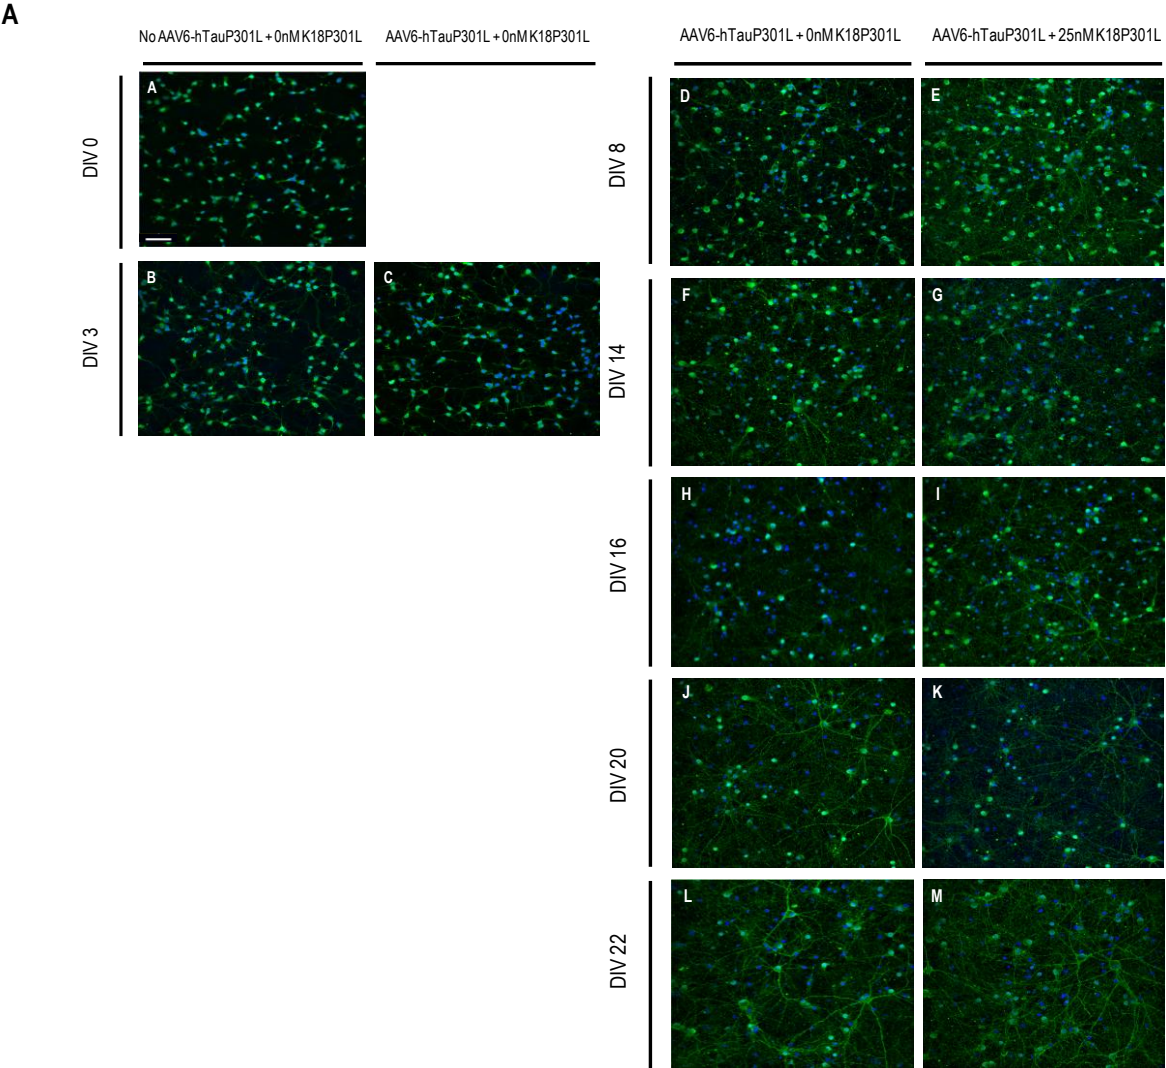 A
No AAV6-hTauP301L + 0nM K18P301L
AAV6-hTauP301L + 0nM K18P301L
AAV6-hTauP301L + 0nM K18P301L
AAV6-hTauP301L + 25nM K18P301L
DIV 0
A
DIV 3
B
C
DIV 8
D
E
DIV 14
F
G
DIV 16
H
I
DIV 20
J
K
DIV 22
L
M